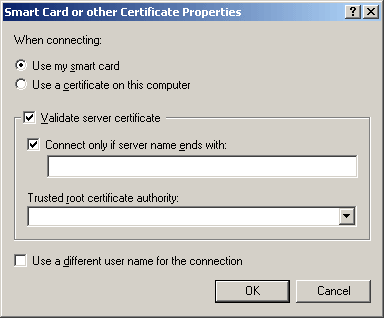 Smart Card or other Certificate Properties
When connecting:
Use my smart card
Use a certificate on this computer
Validate server certificate
Connect only if server name ends with:
Trusted root certificate authority:
Use a different user name for the connection
OK Cancel